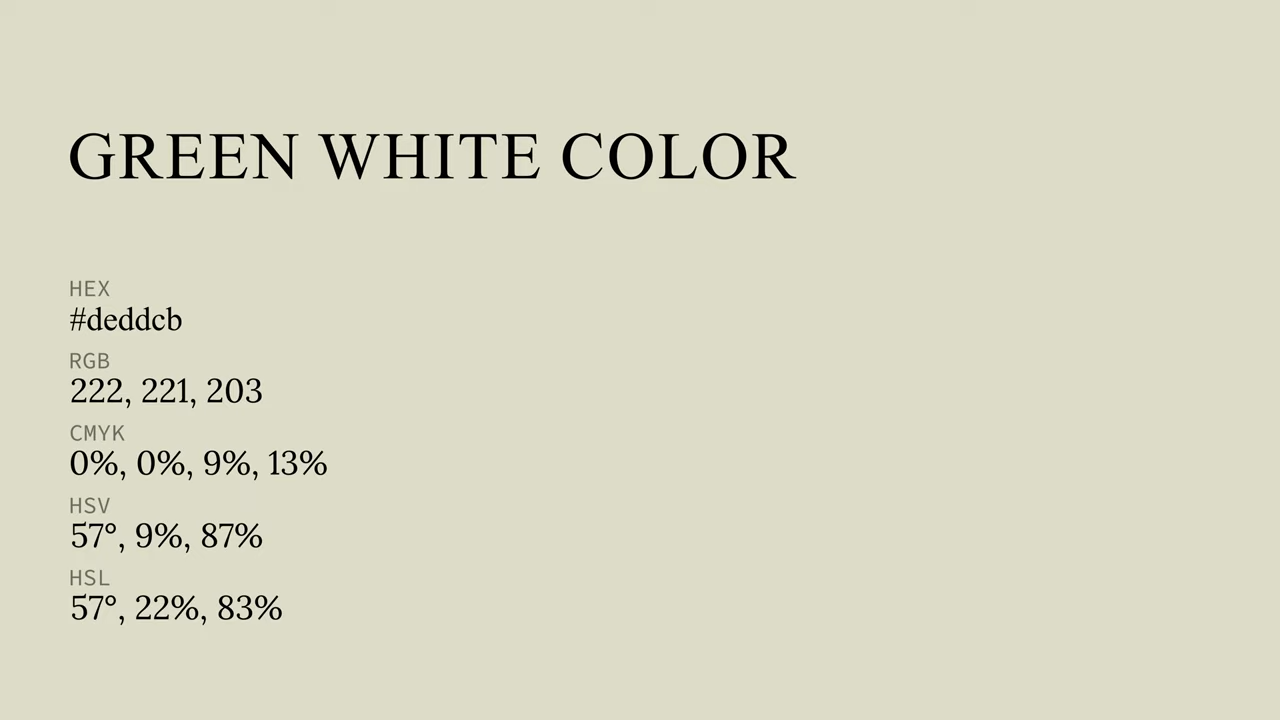 GREEN WHITE COLOR
HEX
#deddcb
RGB
222, 221, 203
CMYK
0%, 0%, 9%, 13%
HSV
57°, 9%, 87%
HSL
57°, 22%, 83%